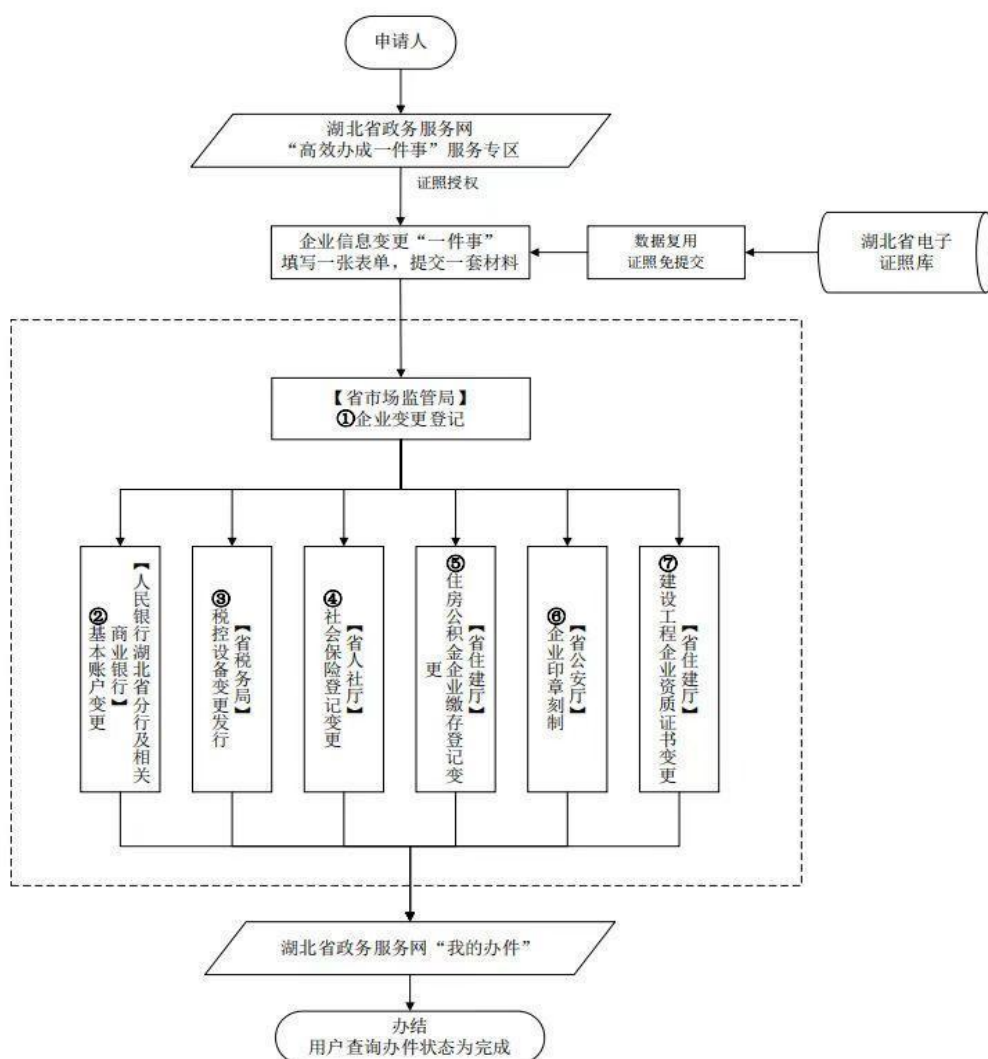 申请人
湖北省政务服务网
“高效办成一件事”服务专区
证照授权
企业信息变更“一件事”
填写一张表单，提交一套材料
数据复用
证照免提交
湖北省电子
证照库
【省市场监管局】
①企业变更登记
【人民银行湖北省分行及相关
商业银行】
②基本账户变更
【省税务局】
③税控设备变更发行
【省人社厅】
④社会保险登记变更
【省住建厅】
⑤住房公积金企业缴存登记变
更
【省公安厅】
⑥企业印章刻制
【省住建厅】
⑦建设工程企业资质证书变更
湖北省政务服务网“我的办件”
办结
用户查询办件状态为完成